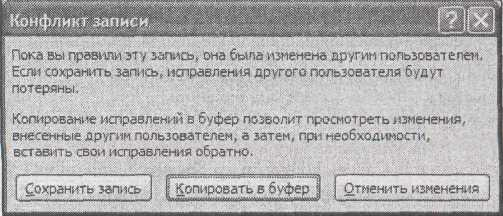 Конфликт записи
Пока вы правили эту запись, она была изменена другим пользователем.
Если сохранить запись, исправления другого пользователя будут
потеряны.
Копирование исправлений в буфер позволит просмотреть изменения,
внесенные другим пользователем, а затем, при необходимости,
вставить свои исправления обратно.
Сохранить запись Копировать в буфер Отменить изменения